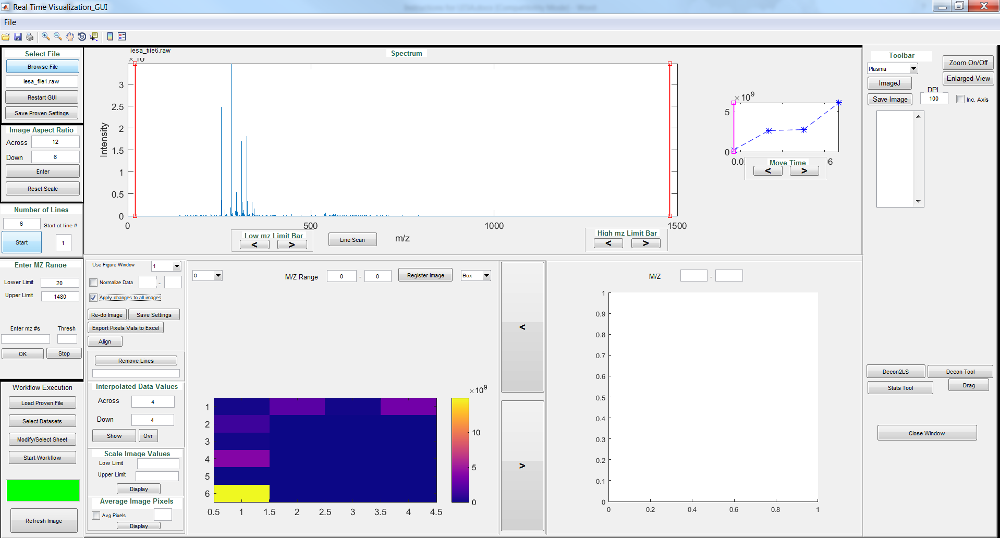 Real Time Visualization_GUI
File
Select File
Browse File
lesa_file1.raw
Restart GUI
Save Proven Settings
Image Aspect Ratio
Across 12
Down 6
Enter
Reset Scale
Number of Lines
6 Start at line #
Start 1
Enter MZ Range
Lower Limit 20
Upper Limit 1480
Enter mz #s Thresh
OK Stop
Workflow Execution
Load Proven File
Select Datasets
Modify/Select Sheet
Start Workflow
Refresh Image
lesa_file6.raw
Spectrum
× 10
Intensity
3
2.5
2
1.5
1
0.5
0
0 500 1000 1500
m/z
Low mz Limit Bar
< >
Line Scan
High mz Limit Bar
< >
× 10^9
5
0
0.0
Move Time
< >
Toolbar
Plasma
Zoom On/Off
ImageJ
Enlarged View
DPI
Save Image 100 Inc. Axis
Use Figure Window 1
Normalize Data -
Apply changes to all images
Re-do Image Save Settings
Export Pixels Vals to Excel
Align
Remove Lines
Interpolated Data Values
Across 4
Down 4
Show Ovr
Scale Image Values
Low Limit
Upper Limit
Display
Average Image Pixels
Avg Pixels
Display
0 M/Z Range 0 - 0 Register Image Box
× 10^9
1
2
3
4
5
6
0.5 1 1.5 2 2.5 3 3.5 4 4.5
10
5
0
<
>
M/Z -
1
0.9
0.8
0.7
0.6
0.5
0.4
0.3
0.2
0.1
0
0 0.2 0.4 0.6 0.8 1
Decon2LS Decon Tool
Stats Tool Drag
Close Window